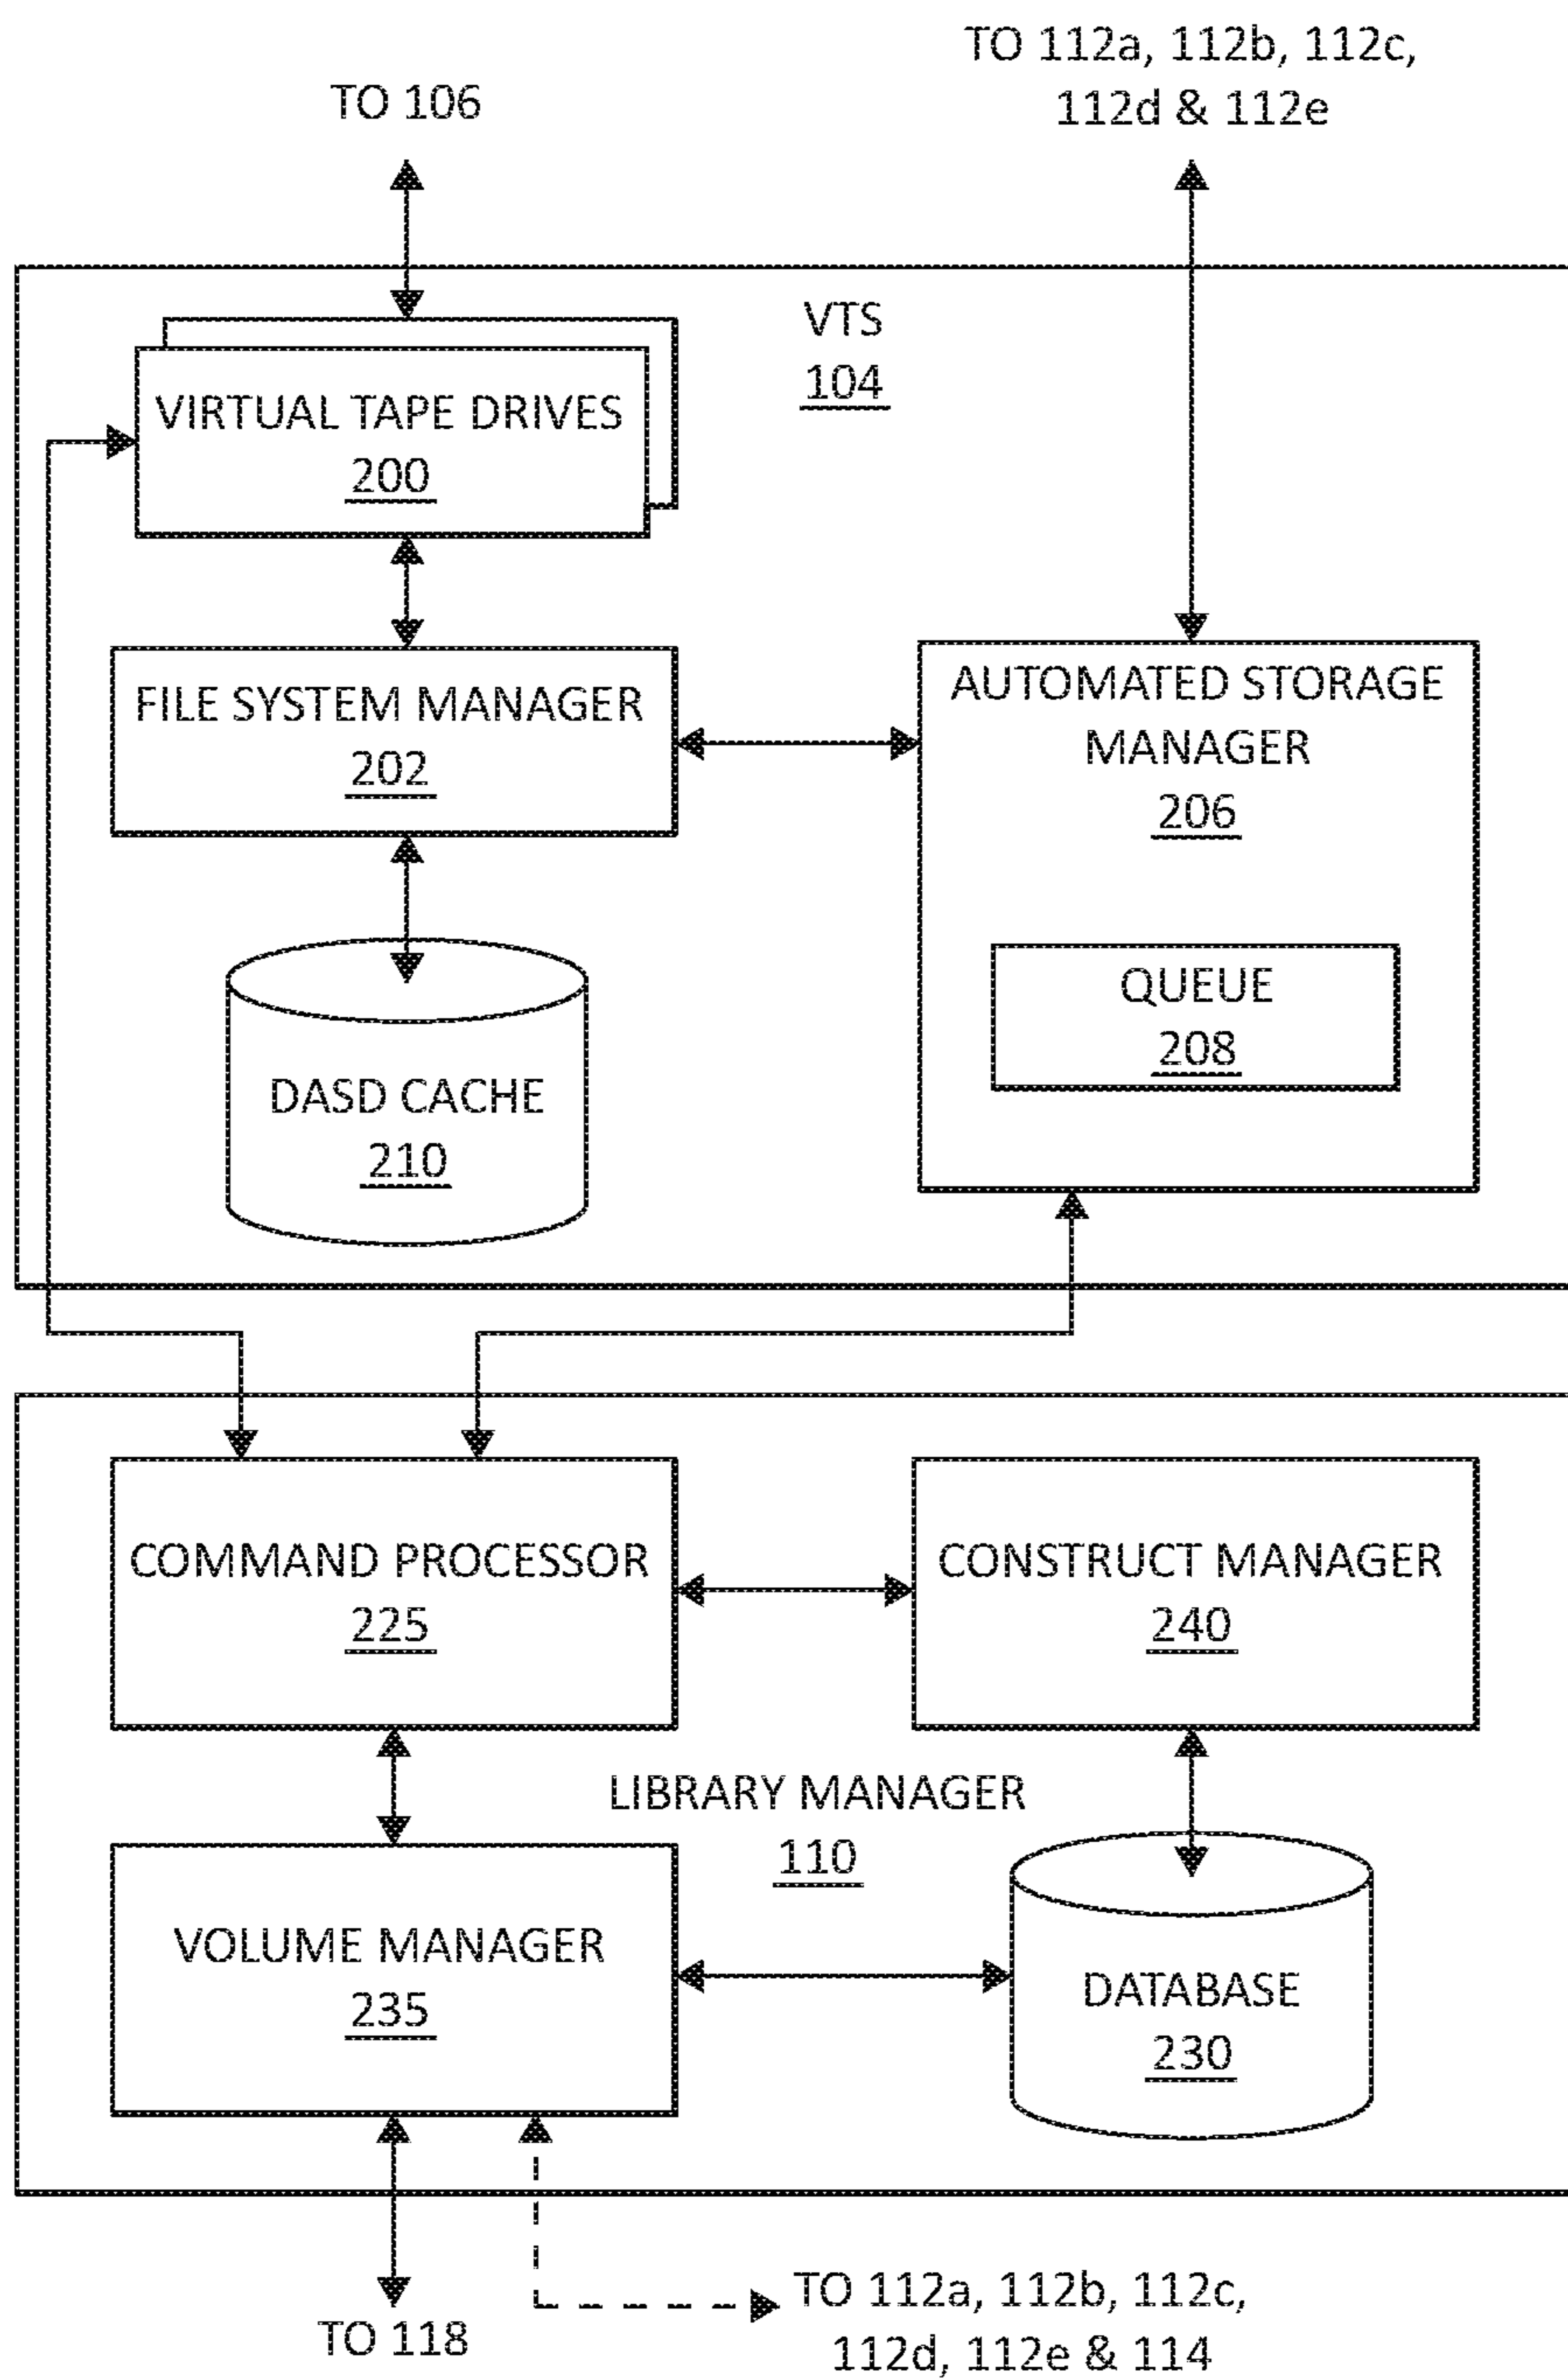 TO 106
TO 112a, 112b, 112c,
112d & 112e
VTS
104
VIRTUAL TAPE DRIVES
200
FILE SYSTEM MANAGER
202
AUTOMATED STORAGE
MANAGER
206
QUEUE
208
DASD CACHE
210
COMMAND PROCESSOR
225
CONSTRUCT MANAGER
240
LIBRARY MANAGER
110
VOLUME MANAGER
235
DATABASE
230
TO 118
TO 112a, 112b, 112c,
112d, 112e & 114